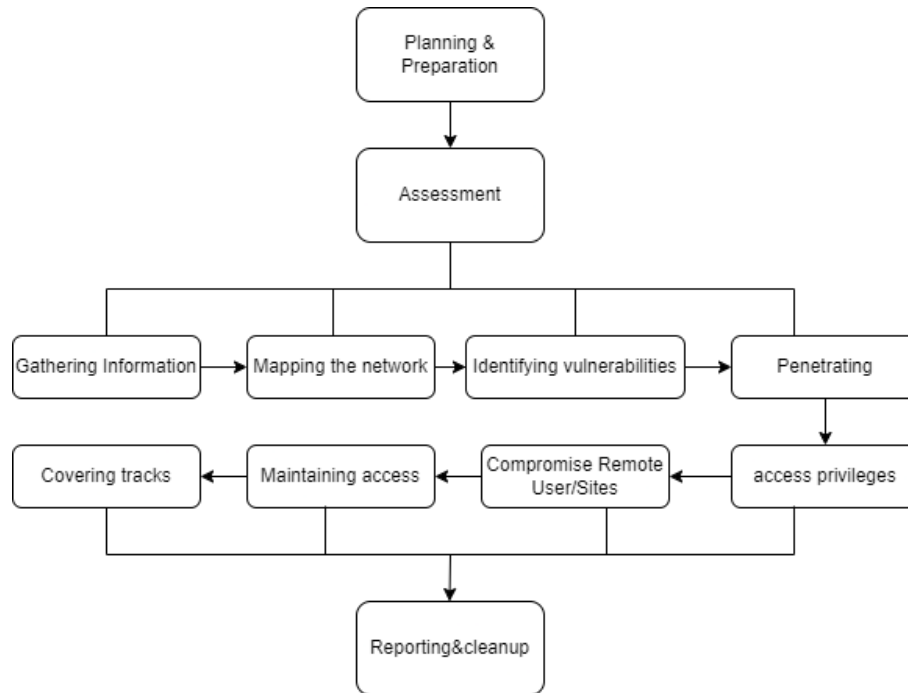 Planning &
Preparation
Assessment
Gathering Information
Mapping the network
Identifying vulnerabilities
Penetrating
Covering tracks
Maintaining access
Compromise Remote
User/Sites
access privileges
Reporting&cleanup